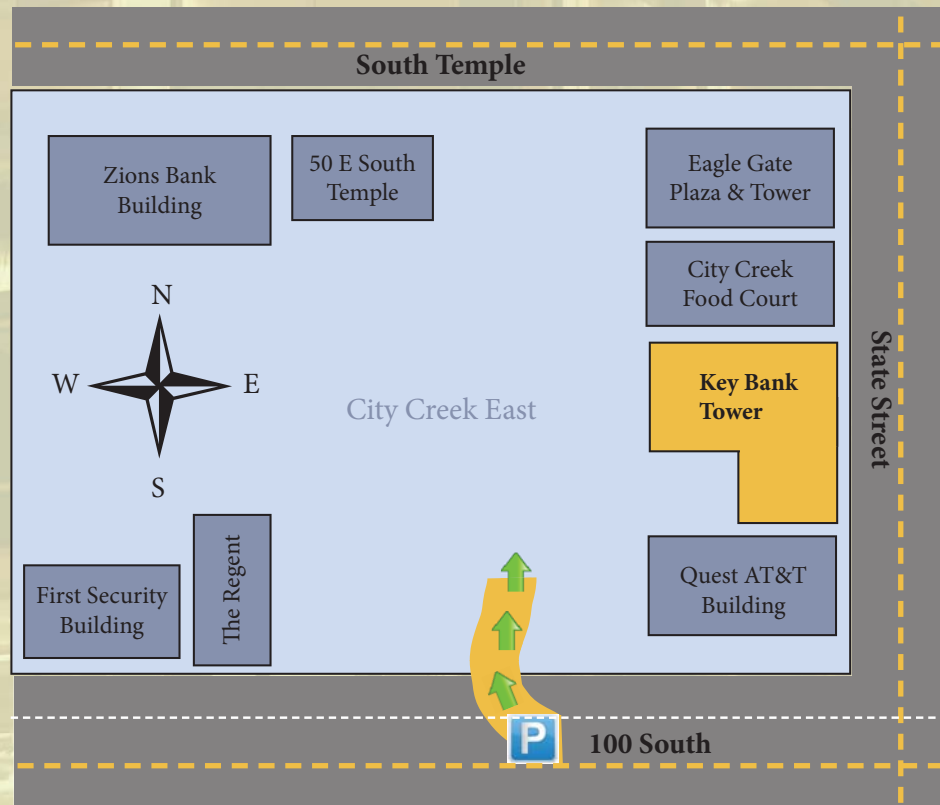 South Temple
Zions Bank
Building
50 E South
Temple
Eagle Gate
Plaza & Tower
City Creek
Food Court
N
W
E
S
Key Bank
Tower
State Street
City Creek East
First Security
Building
The Regent
Quest AT&T
Building
P
100 South